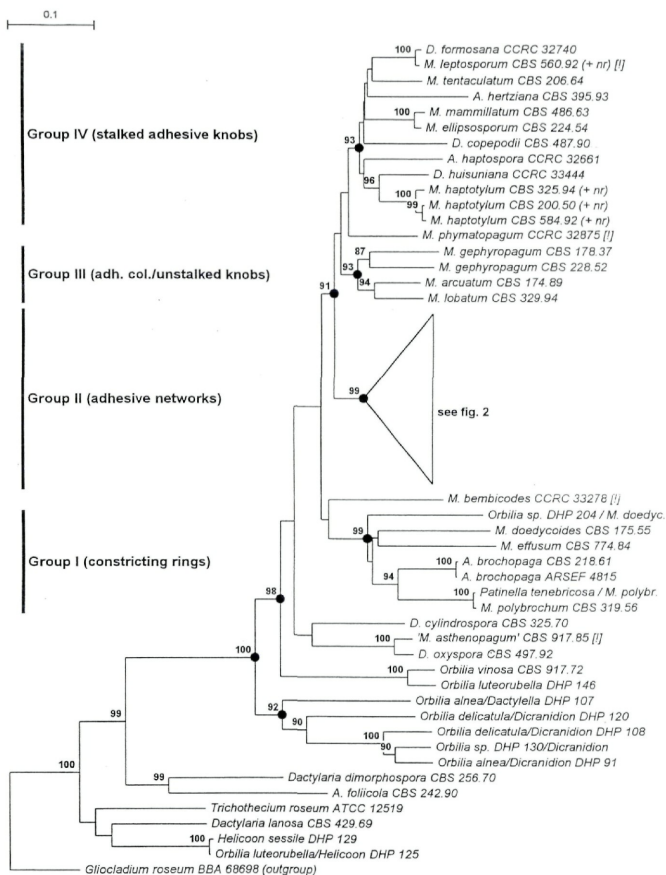 0.1
Group IV (stalked adhesive knobs)
Group III (adh. col./unstalked knobs)
Group II (adhesive networks)
Group I (constricting rings)
100
D. formosana CCRC 32740
M. leptosporum CBS 560.92 (+ nr) [!]
M. tentaculatum CBS 206.64
A. hertziana CBS 395.93
100
M. mammillatum CBS 486.63
M. ellipsosporum CBS 224.54
93
D. copepodii CBS 487.90
A. haptospora CCRC 32661
96
D. huisuniana CCRC 33444
100
M. haptotylum CBS 325.94 (+ nr)
99
M. haptotylum CBS 200.50 (+ nr)
M. haptotylum CBS 584.92 (+ nr)
M. phymatopagum CCRC 32875 [!]
87
M. gephyropagum CBS 178.37
93
M. gephyropagum CBS 228.52
94
M. arcuatum CBS 174.89
91
M. lobatum CBS 329.94
99
see fig. 2
M. bembicodes CCRC 33278 [!]
Orbilia sp. DHP 204 / M. doedyc.
99
M. doedycoides CBS 175.55
M. effusum CBS 774.84
100
A. brochopaga CBS 218.61
94
A. brochopaga ARSEF 4815
100
Patinella tenebricosa / M. polybr.
98
M. polybrochum CBS 319.56
D. cylindrospora CBS 325.70
100
'M. asthenopagum' CBS 917.85 [!]
100
D. oxyspora CBS 497.92
100
Orbilia vinosa CBS 917.72
Orbilia luteorubella DHP 146
92
Orbilia alnea/Dactylella DHP 107
90
Orbilia delicatula/Dicranidion DHP 120
99
100
Orbilia delicatula/Dicranidion DHP 108
90
Orbilia sp. DHP 130/Dicranidion
100
Orbilia alnea/Dicranidion DHP 91
99
Dactylaria dimorphospora CBS 256.70
A. foliicola CBS 242.90
Trichothecium roseum ATCC 12519
Dactylaria lanosa CBS 429.69
100
Helicoon sessile DHP 129
Orbilia luteorubella/Helicoon DHP 125
Gliocladium roseum BBA 68698 (outgroup)